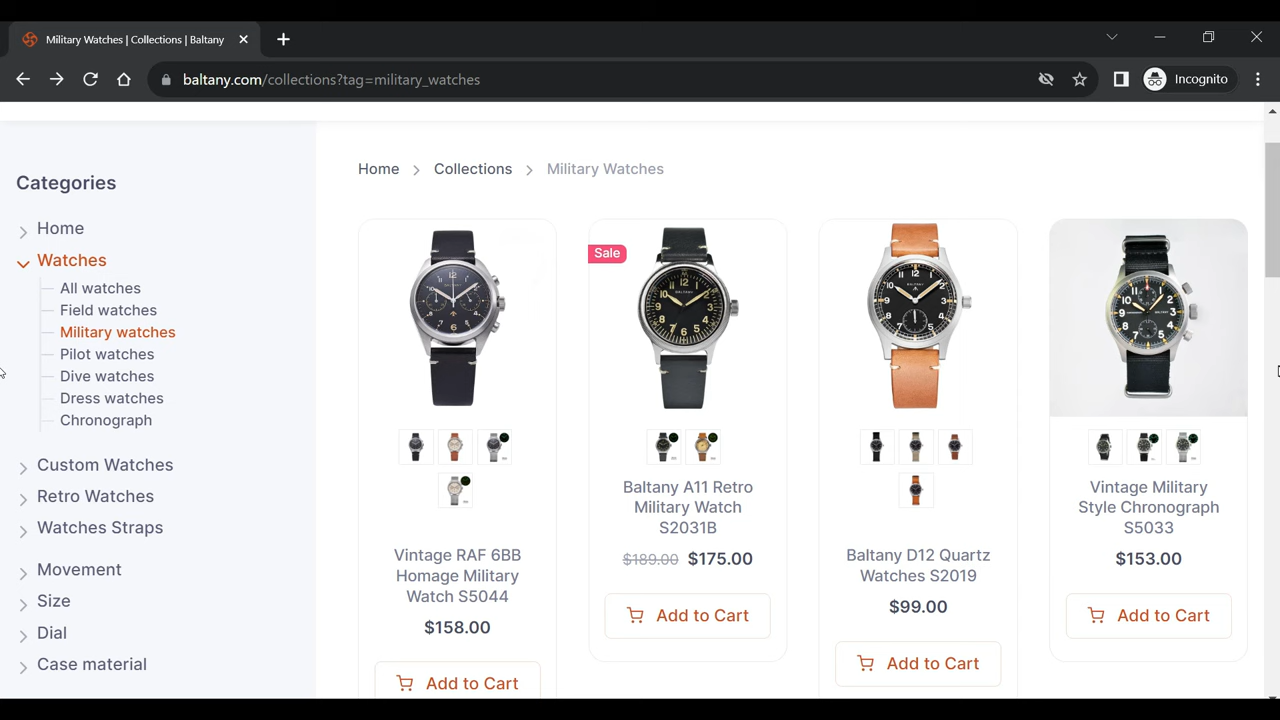 Military Watches | Collections | Baltany
baltany.com/collections?tag=military_watches
Incognito
Categories
Home
Watches
All watches
Field watches
Military watches
Pilot watches
Dive watches
Dress watches
Chronograph
Custom Watches
Retro Watches
Watches Straps
Movement
Size
Dial
Case material
Home > Collections > Military Watches
Vintage RAF 6BB
Homage Military
Watch S5044
$158.00
Add to Cart
Sale
Baltany A11 Retro
Military Watch
S2031B
$189.00 $175.00
Add to Cart
Baltany D12 Quartz
Watches S2019
$99.00
Add to Cart
Vintage Military
Style Chronograph
S5033
$153.00
Add to Cart